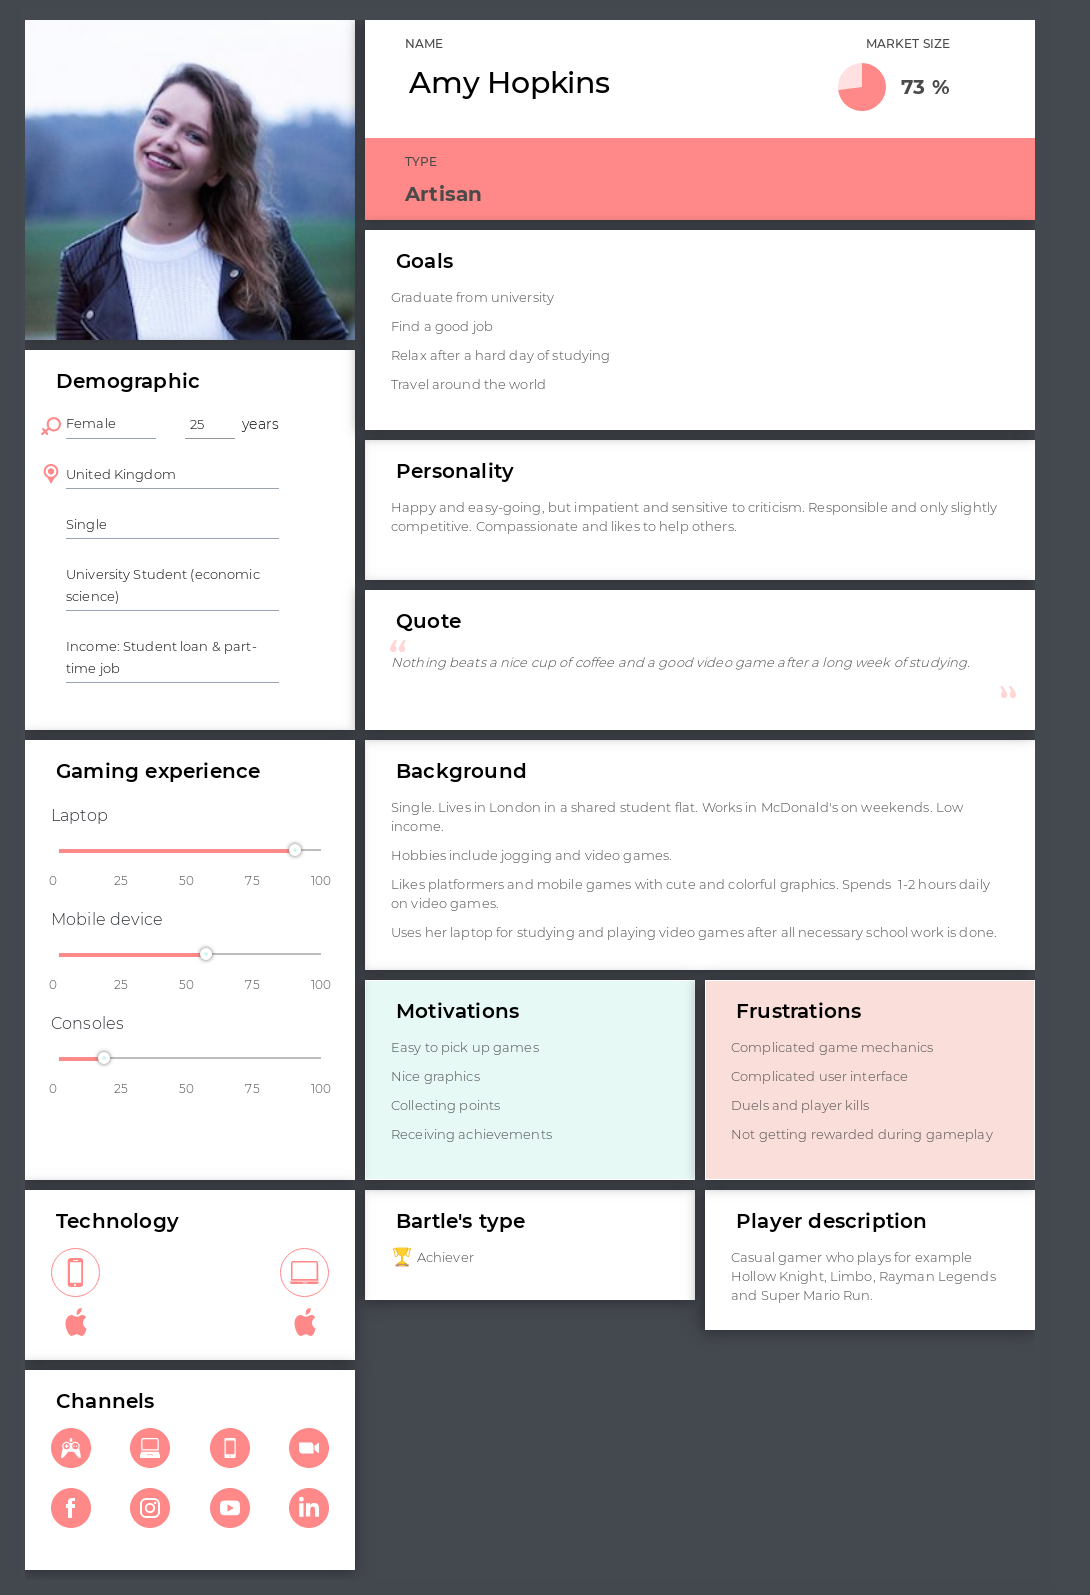 NAME
Amy Hopkins
MARKET SIZE
73 %
TYPE
Artisan
Demographic
Female
25
years
United Kingdom
Single
University Student (economic
science)
Income: Student loan & part-
time job
Goals
Graduate from university
Find a good job
Relax after a hard day of studying
Travel around the world
Personality
Happy and easy-going, but impatient and sensitive to criticism. Responsible and only slightly
competitive. Compassionate and likes to help others.
Quote
“
Nothing beats a nice cup of coffee and a good video game after a long week of studying.
”
Gaming experience
Laptop
0 25 50 75 100
Mobile device
0 25 50 75 100
Consoles
0 25 50 75 100
Background
Single. Lives in London in a shared student flat. Works in McDonald's on weekends. Low
income.
Hobbies include jogging and video games.
Likes platformers and mobile games with cute and colorful graphics. Spends  1-2 hours daily
on video games.
Uses her laptop for studying and playing video games after all necessary school work is done.
Motivations
Easy to pick up games
Nice graphics
Collecting points
Receiving achievements
Frustrations
Complicated game mechanics
Complicated user interface
Duels and player kills
Not getting rewarded during gameplay
Technology
Bartle's type
🏆 Achiever
Player description
Casual gamer who plays for example
Hollow Knight, Limbo, Rayman Legends
and Super Mario Run.
Channels
f
in